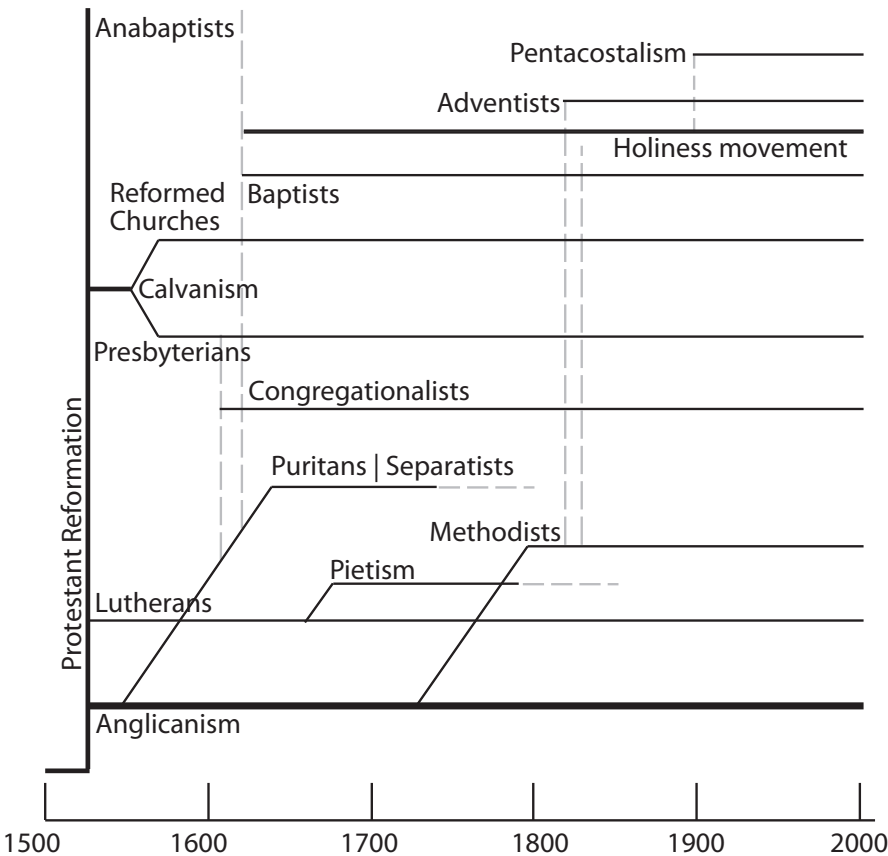 Anabaptists
Pentacostalism
Adventists
Holiness movement
Reformed
Churches
Baptists
Calvanism
Presbyterians
Congregationalists
Puritans | Separatists
Methodists
Pietism
Lutherans
Protestant Reformation
Anglicanism
1500 1600 1700 1800 1900 2000